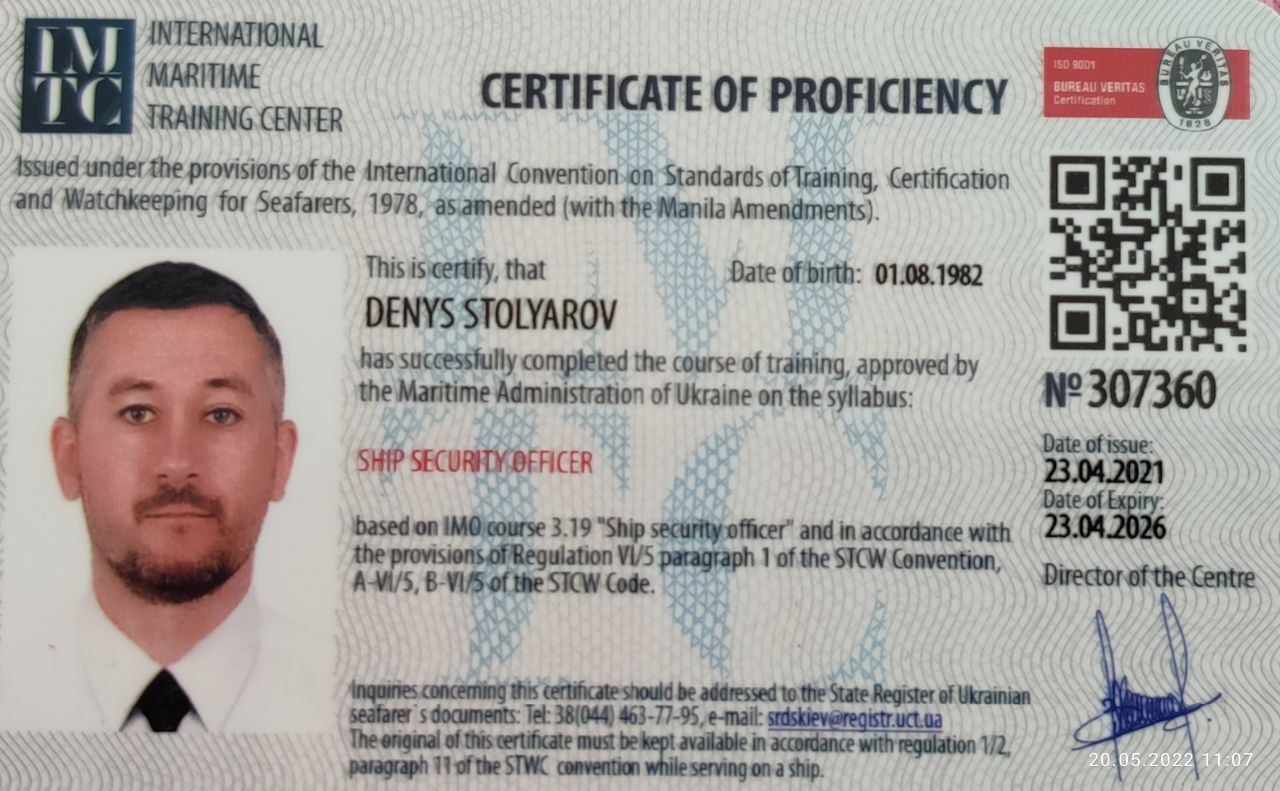 IM
TC
INTERNATIONAL
MARITIME
TRAINING CENTER
CERTIFICATE OF PROFICIENCY
ISO 9001
BUREAU VERITAS
Certification
BUREAU VERITAS
1828
Issued under the provisions of the International Convention on Standards of Training, Certification
and Watchkeeping for Seafarers, 1978, as amended (with the Manila Amendments).
This is certify, that
Date of birth: 01.08.1982
DENYS STOLYAROV
has successfully completed the course of training, approved by
the Maritime Administration of Ukraine on the syllabus:
SHIP SECURITY OFFICER
based on IMO course 3.19 "Ship security officer" and in accordance with
the provisions of Regulation VI/5 paragraph 1 of the STCW Convention,
A-VI/5, B-VI/5 of the STCW Code.
№ 307360
Date of issue:
23.04.2021
Date of Expiry:
23.04.2026
Director of the Centre
Inquiries concerning this certificate should be addressed to the State Register of Ukrainian
seafarer`s documents: Tel: 38(044) 463-77-95, e-mail: srdskiev@registr.uct.ua
The original of this certificate must be kept available in accordance with regulation 1/2,
paragraph 11 of the STWC convention while serving on a ship.
20.05.2022 11:07